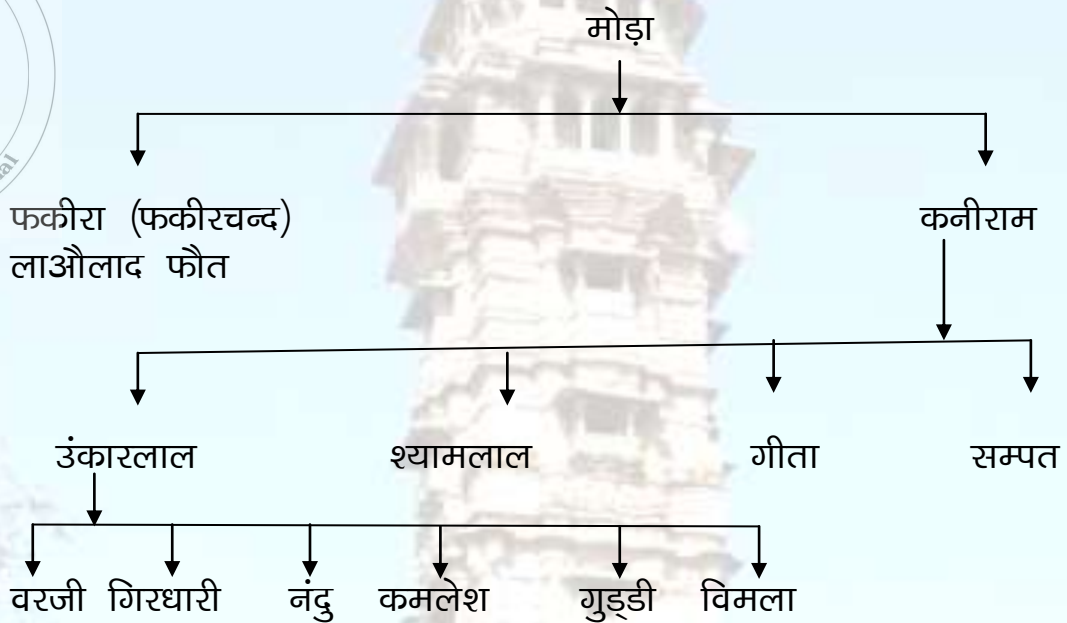 मोड़ा
फकीरा (फकीरचन्द) कनीराम
लाऔलाद फौत
उंकारलाल श्यामलाल गीता सम्पत
वरजी गिरधारी नंदु कमलेश गुड्डी विमला